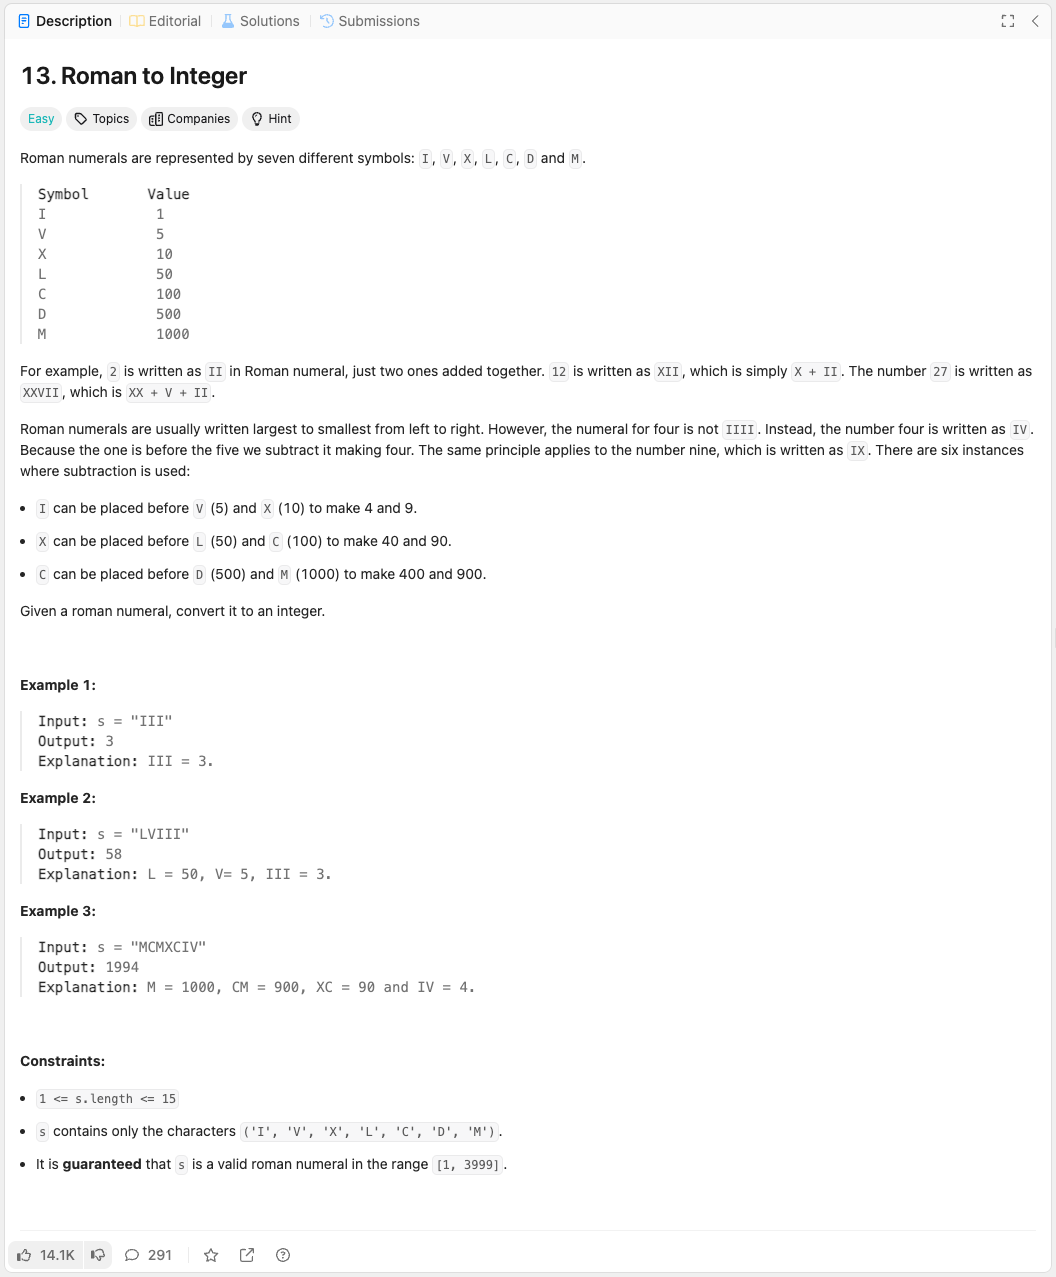 Description Editorial Solutions Submissions
13. Roman to Integer
Easy Topics Companies Hint
Roman numerals are represented by seven different symbols: I, V, X, L, C, D and M.
Symbol Value
I 1
V 5
X 10
L 50
C 100
D 500
M 1000
For example, 2 is written as II in Roman numeral, just two ones added together. 12 is written as XII, which is simply X + II. The number 27 is written as
XXVII, which is XX + V + II.
Roman numerals are usually written largest to smallest from left to right. However, the numeral for four is not IIII. Instead, the number four is written as IV.
Because the one is before the five we subtract it making four. The same principle applies to the number nine, which is written as IX. There are six instances
where subtraction is used:
• I can be placed before V (5) and X (10) to make 4 and 9.
• X can be placed before L (50) and C (100) to make 40 and 90.
• C can be placed before D (500) and M (1000) to make 400 and 900.
Given a roman numeral, convert it to an integer.
Example 1:
Input: s = "III"
Output: 3
Explanation: III = 3.
Example 2:
Input: s = "LVIII"
Output: 58
Explanation: L = 50, V= 5, III = 3.
Example 3:
Input: s = "MCMXCIV"
Output: 1994
Explanation: M = 1000, CM = 900, XC = 90 and IV = 4.
Constraints:
• 1 <= s.length <= 15
• s contains only the characters ('I', 'V', 'X', 'L', 'C', 'D', 'M').
• It is guaranteed that s is a valid roman numeral in the range [1, 3999].
14.1K 291